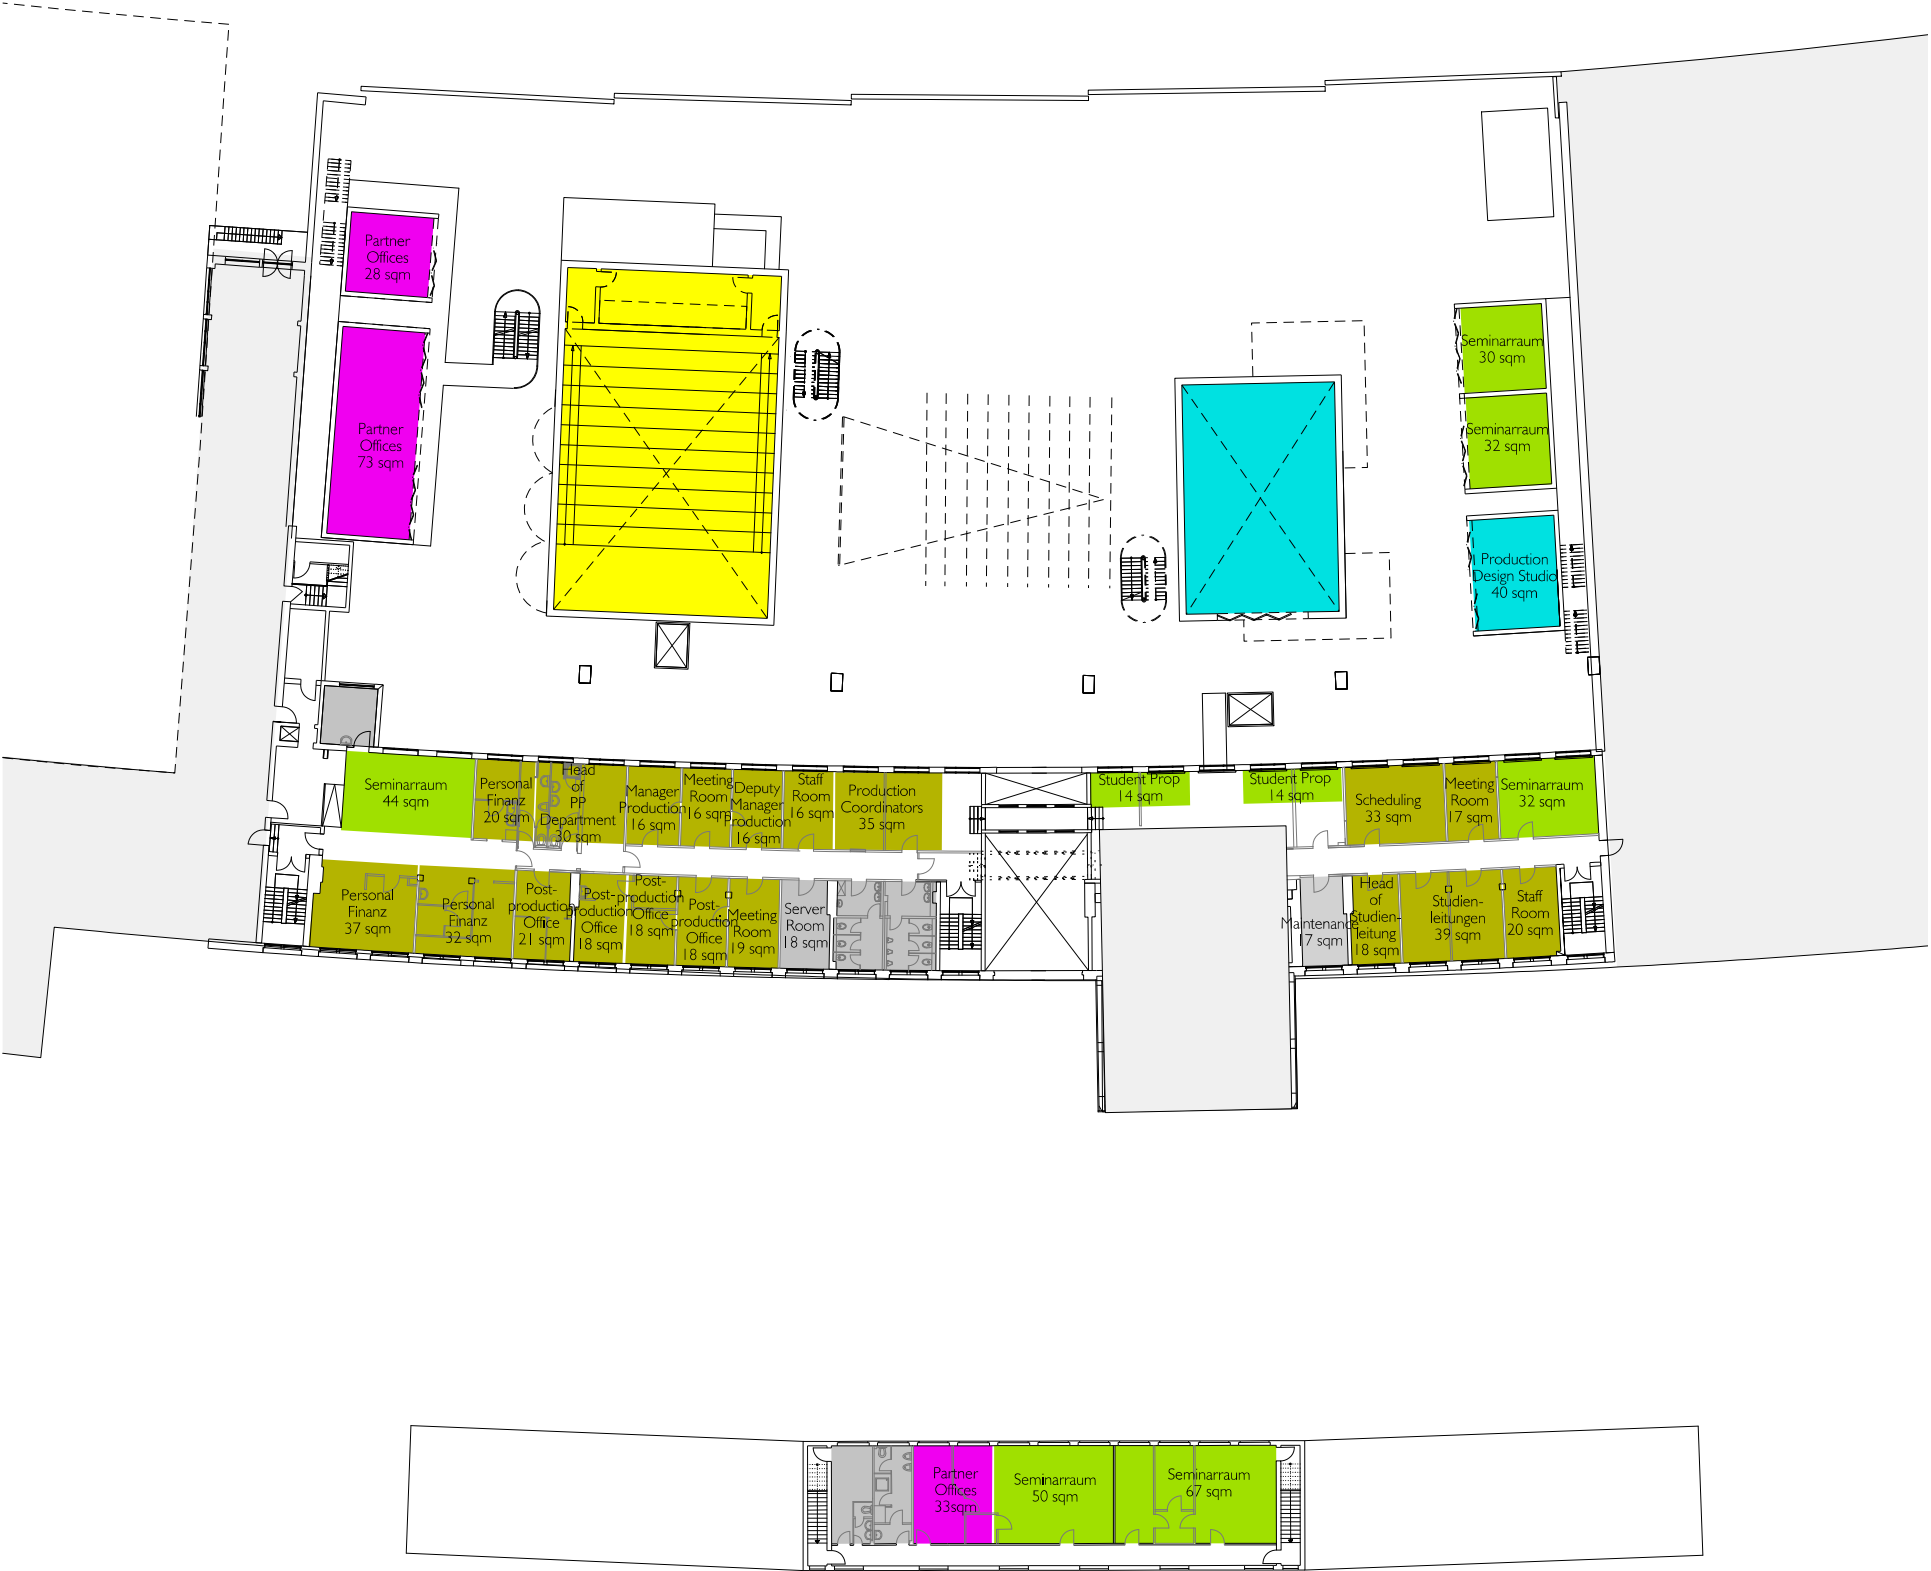 Partner
Offices
28 sqm
Partner
Offices
73 sqm
Seminarraum
30 sqm
Seminarraum
32 sqm
Production
Design Studio
40 sqm
Seminarraum
44 sqm
Personal
Finanz
20 sqm
Head
of
PP
Department
30 sqm
Manager
Production
16 sqm
Meeting
Room
16 sqm
Deputy
Manager
Production
16 sqm
Staff
Room
16 sqm
Production
Coordinators
35 sqm
Student Prop
14 sqm
Student Prop
14 sqm
Scheduling
33 sqm
Meeting
Room
17 sqm
Seminarraum
32 sqm
Personal
Finanz
37 sqm
Personal
Finanz
32 sqm
Post-
production
Office
21 sqm
Post-
production
Office
18 sqm
Post-
production
Office
18 sqm
Post-
production
Office
18 sqm
Meeting
Room
19 sqm
Server
Room
18 sqm
Maintenance
17 sqm
Head
of
Studien-
leitung
18 sqm
Studien-
leitungen
39 sqm
Staff
Room
20 sqm
Partner
Offices
33sqm
Seminarraum
50 sqm
Seminarraum
67 sqm